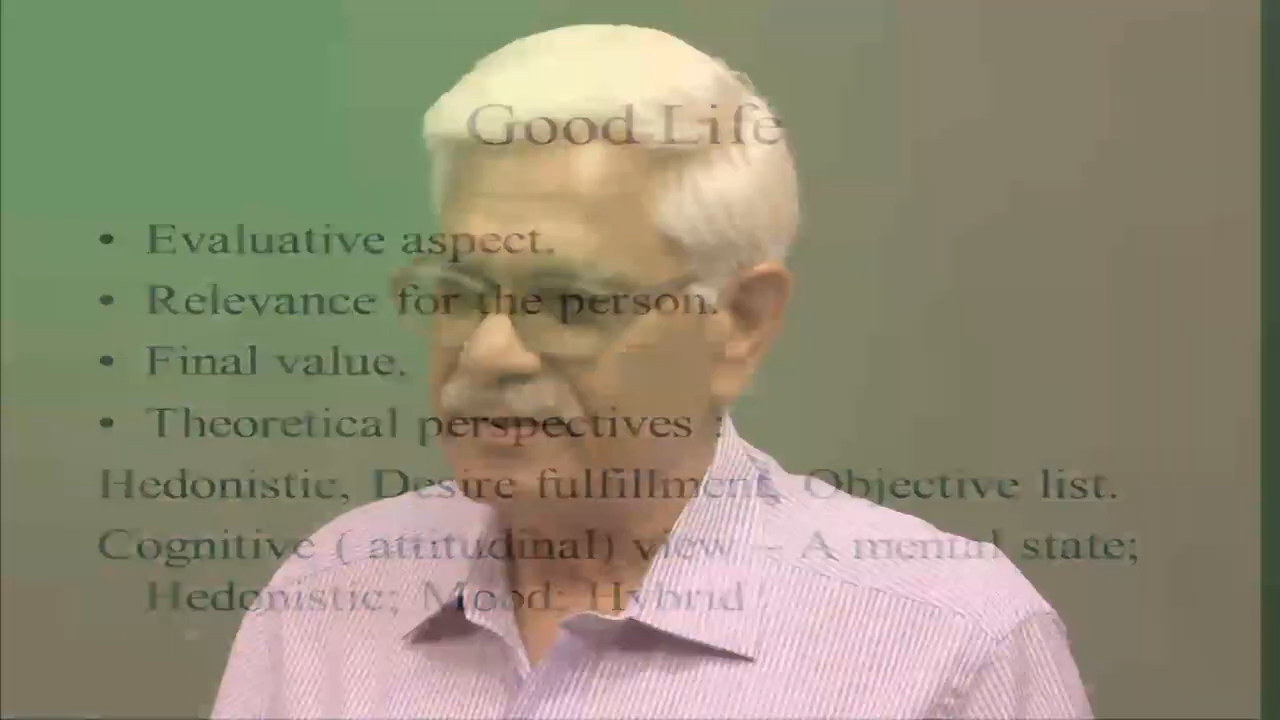 Good Life
• Evaluative aspect.
• Relevance for the person.
• Final value.
• Theoretical perspectives :
Hedonistic, Desire fulfillment, Objective list.
Cognitive ( attitudinal) view – A mental state;
Hedonistic; Mood; Hybrid